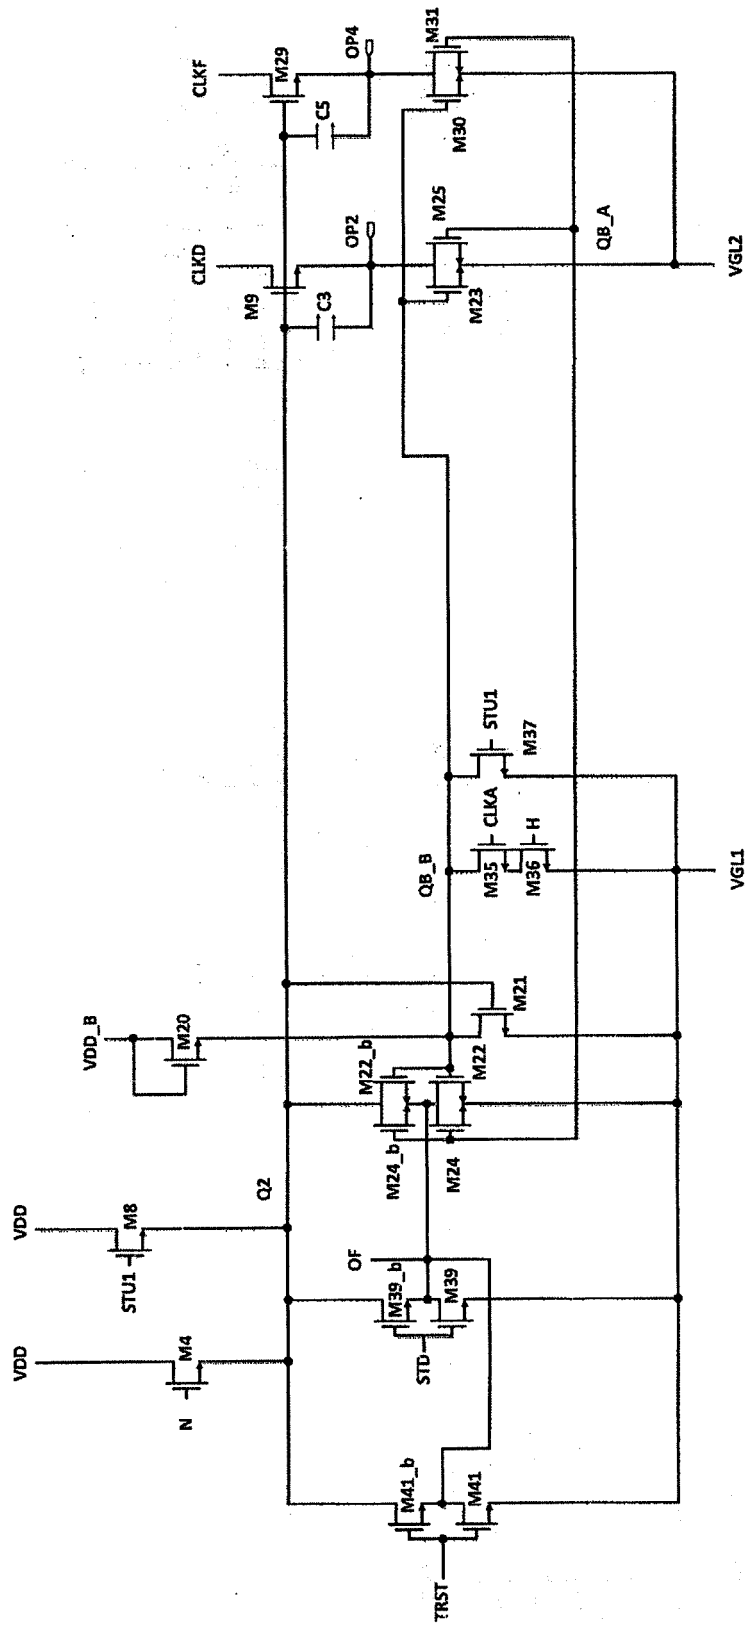 VDD
VDD
VDD_B
CLKD
CLKF
N
M4
STU1
M8
M20
M9
M29
Q2
C3
C5
OP2
OP4
TRST
M41_b
M41
STD
M39_b
M39
OF
M24_b
M24
M22_b
M22
M21
QB_B
M35
CLKA
M36
H
STU1
M37
M23
M25
M30
M31
QB_A
VGL1
VGL2